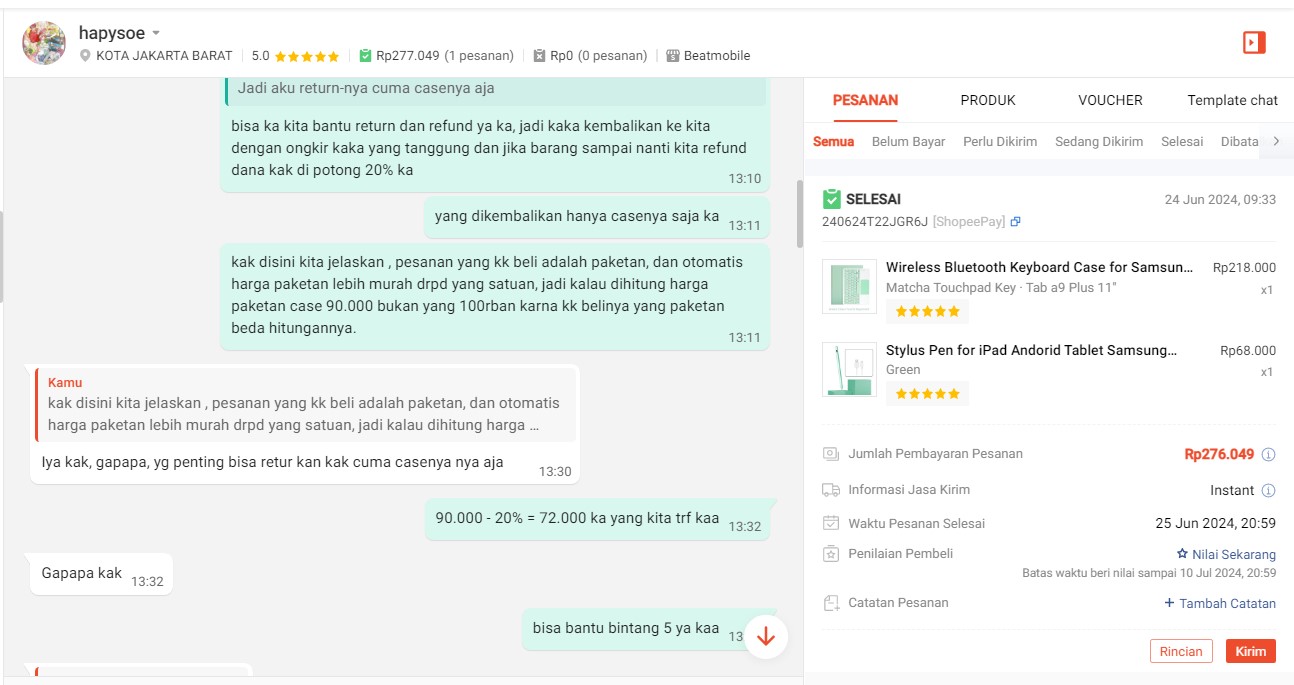 hapysoe
KOTA JAKARTA BARAT 5.0 Rp277.049 (1 pesanan) Rp0 (0 pesanan) Beatmobile
Jadi aku return-nya cuma casenya aja
bisa ka kita bantu return dan refund ya ka, jadi kaka kembalikan ke kita
dengan ongkir kaka yang tanggung dan jika barang sampai nanti kita refund
dana kak di potong 20% ka
13:10
yang dikembalikan hanya casenya saja ka 13:11
kak disini kita jelaskan , pesanan yang kk beli adalah paketan, dan otomatis
harga paketan lebih murah drpd yang satuan, jadi kalau dihitung harga
paketan case 90.000 bukan yang 100rban karna kk belinya yang paketan
beda hitungannya.
13:11
Kamu
kak disini kita jelaskan , pesanan yang kk beli adalah paketan, dan otomatis
harga paketan lebih murah drpd yang satuan, jadi kalau dihitung harga ...
Iya kak, gapapa, yg penting bisa retur kan kak cuma casenya nya aja 13:30
90.000 - 20% = 72.000 ka yang kita trf kaa 13:32
Gapapa kak 13:32
bisa bantu bintang 5 ya kaa 13
PESANAN PRODUK VOUCHER Template chat
Semua Belum Bayar Perlu Dikirim Sedang Dikirim Selesai Dibata
SELESAI 24 Jun 2024, 09:33
240624T22JGR6J [ShopeePay]
Wireless Bluetooth Keyboard Case for Samsun... Rp218.000
Matcha Touchpad Key · Tab a9 Plus 11" x1
Stylus Pen for iPad Andorid Tablet Samsung... Rp68.000
Green x1
Jumlah Pembayaran Pesanan Rp276.049
Informasi Jasa Kirim Instant
Waktu Pesanan Selesai 25 Jun 2024, 20:59
Penilaian Pembeli Nilai Sekarang
Batas waktu beri nilai sampai 10 Jul 2024, 20:59
Catatan Pesanan + Tambah Catatan
Rincian Kirim